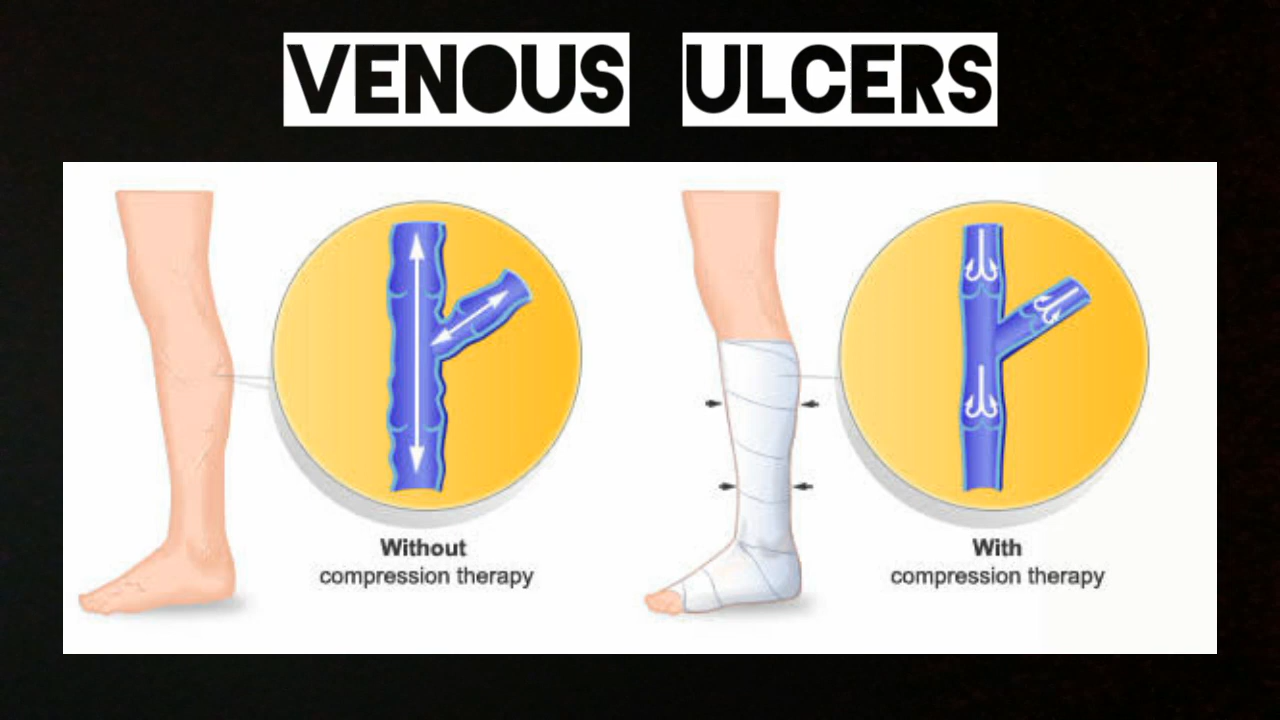 VENOUS ULCERS
Without
compression therapy
With
compression therapy